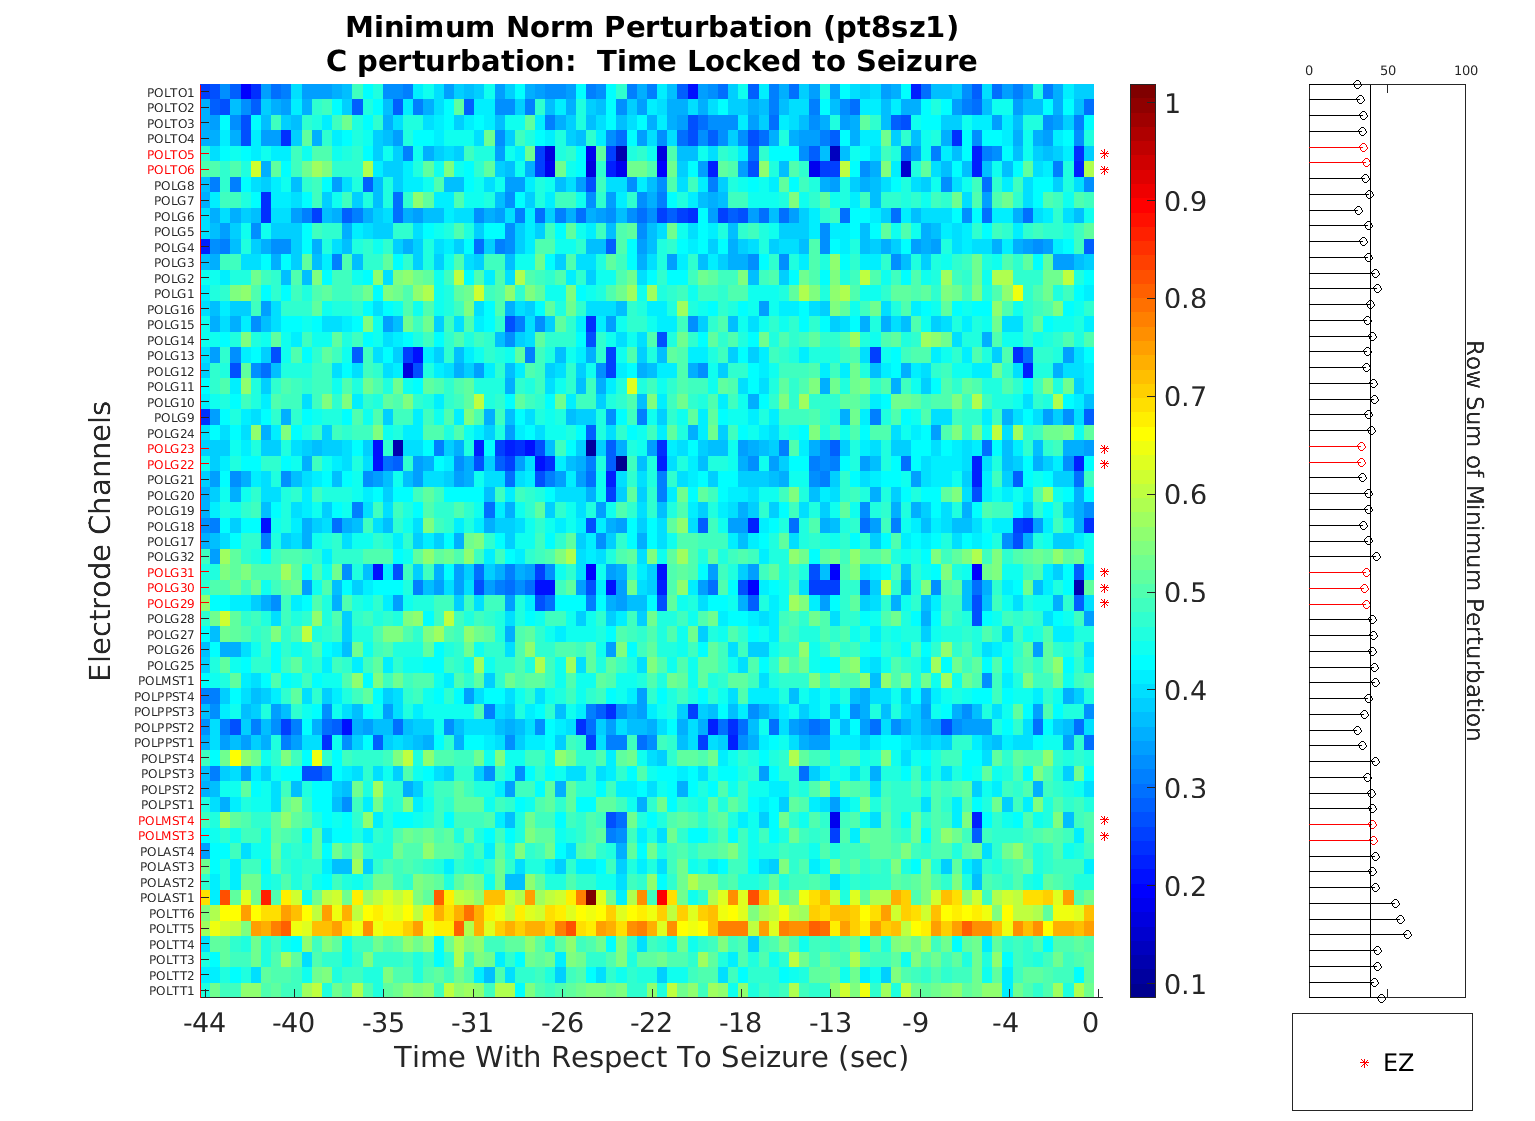 Minimum Norm Perturbation (pt8sz1)
C perturbation:  Time Locked to Seizure
Electrode Channels
POLTO1
POLTO2
POLTO3
POLTO4
POLTO5
POLTO6
POLG8
POLG7
POLG6
POLG5
POLG4
POLG3
POLG2
POLG1
POLG16
POLG15
POLG14
POLG13
POLG12
POLG11
POLG10
POLG9
POLG24
POLG23
POLG22
POLG21
POLG20
POLG19
POLG18
POLG17
POLG32
POLG31
POLG30
POLG29
POLG28
POLG27
POLG26
POLG25
POLMST1
POLPPST4
POLPPST3
POLPPST2
POLPPST1
POLPST4
POLPST3
POLPST2
POLPST1
POLMST4
POLMST3
POLAST4
POLAST3
POLAST2
POLAST1
POLTT6
POLTT5
POLTT4
POLTT3
POLTT2
POLTT1
-44 -40 -35 -31 -26 -22 -18 -13 -9 -4 0
Time With Respect To Seizure (sec)
1
0.9
0.8
0.7
0.6
0.5
0.4
0.3
0.2
0.1
0 50 100
Row Sum of Minimum Perturbation
* EZ